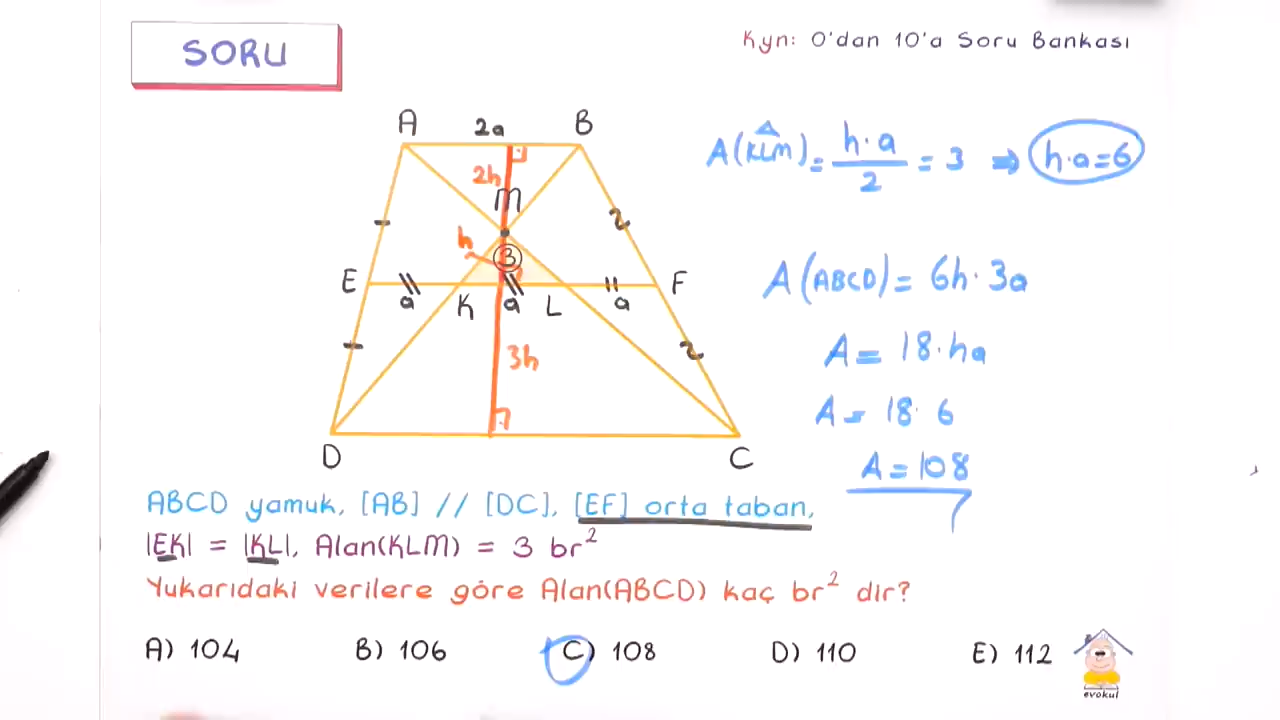 SORU
Kyn: 0'dan 10'a Soru Bankası
A 2a B
2h
M
h
3
E a K a L a F
3h
D C
A(KLM) = h·a / 2 = 3 ⇒ h·a=6
A(ABCD) = 6h·3a
A = 18·ha
A = 18·6
A = 108
ABCD yamuk, [AB] // [DC], [EF] orta taban,
|EK| = |KL|, Alan(KLM) = 3 br²
Yukarıdaki verilere göre Alan(ABCD) kaç br² dir?
A) 104 B) 106 C) 108 D) 110 E) 112
evokul